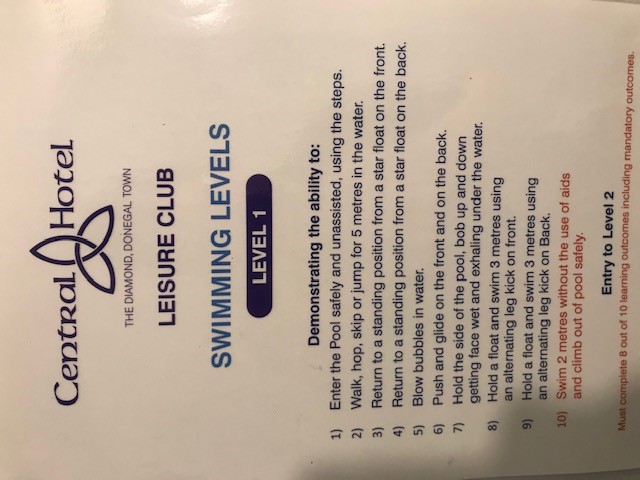 Central Hotel
THE DIAMOND, DONEGAL TOWN
LEISURE CLUB
SWIMMING LEVELS
LEVEL 1
Demonstrating the ability to:
1) Enter the Pool safely and unassisted, using the steps.
2) Walk, hop, skip or jump for 5 metres in the water.
3) Return to a standing position from a star float on the front.
4) Return to a standing position from a star float on the back.
5) Blow bubbles in water.
6) Push and glide on the front and on the back.
7) Hold the side of the pool, bob up and down
getting face wet and exhaling under the water.
8) Hold a float and swim 3 metres using
an alternating leg kick on front.
9) Hold a float and swim 3 metres using
an alternating leg kick on Back.
10) Swim 2 metres without the use of aids
and climb out of pool safely.
Entry to Level 2
Must complete 8 out of 10 learning outcomes including mandatory outcomes.